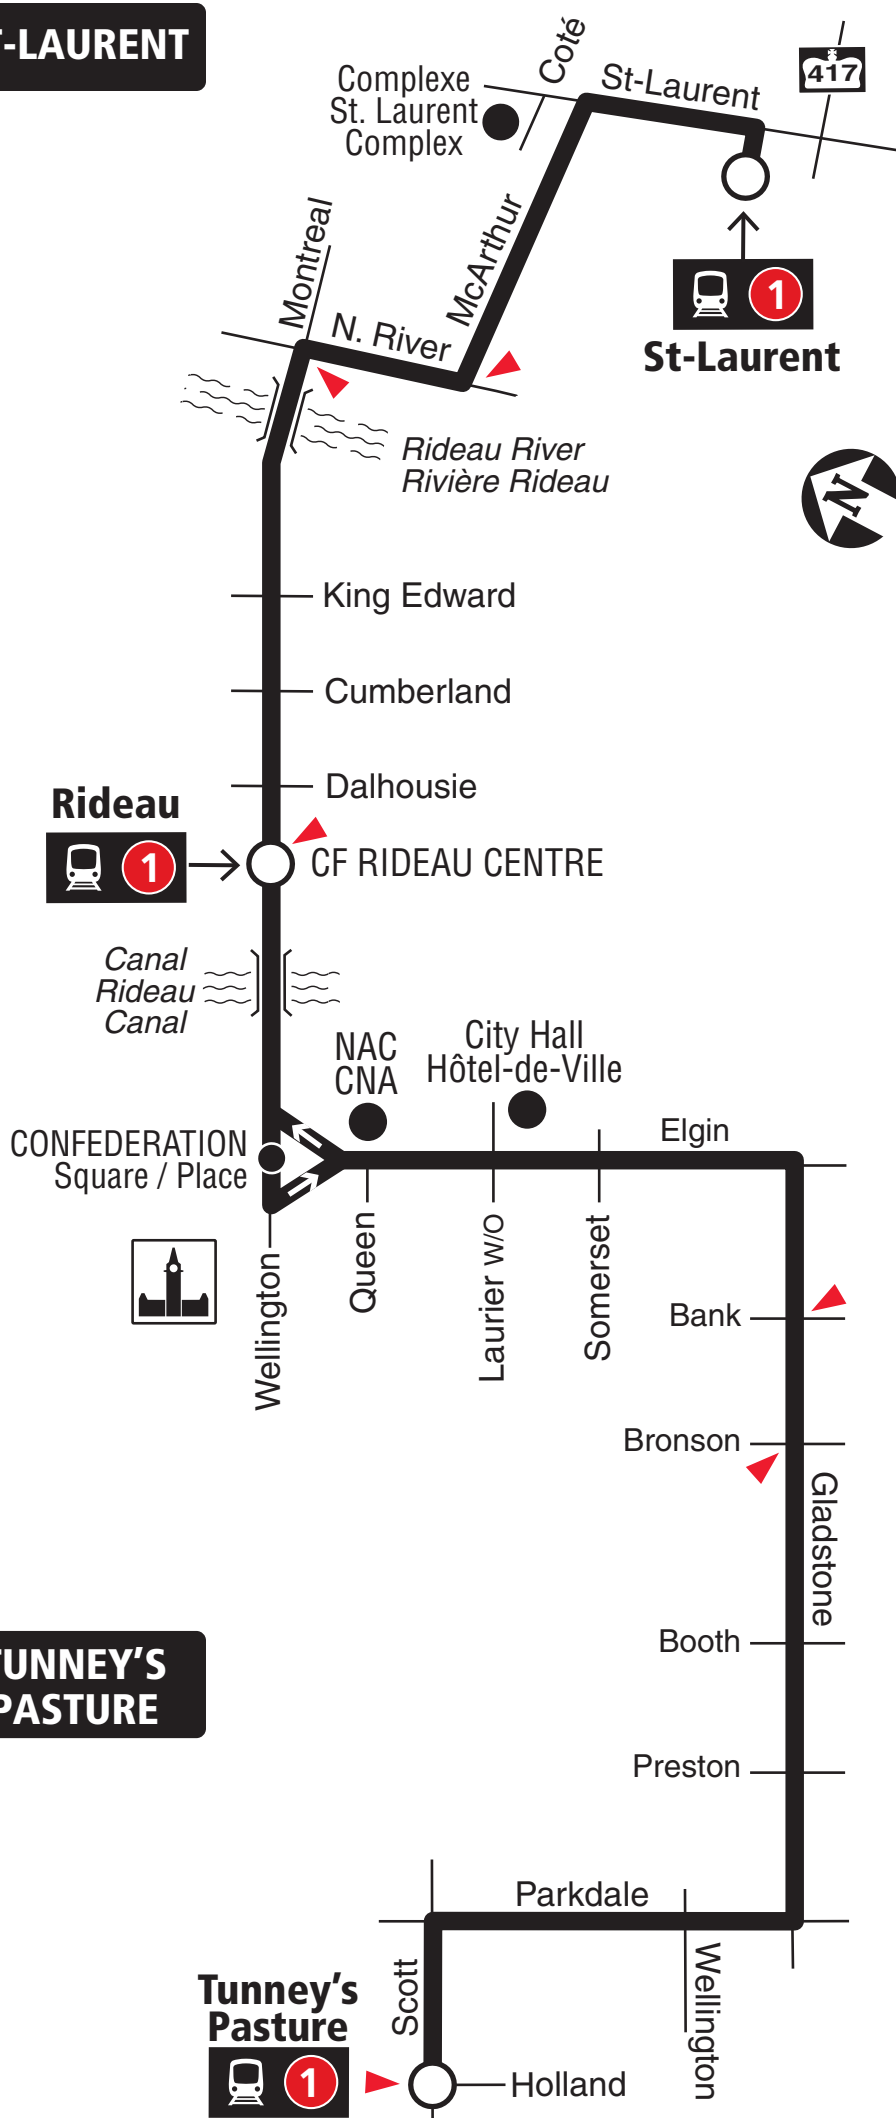 T-LAURENT
Coté
St-Laurent
417
Complexe
St. Laurent
Complex
McArthur
Montreal
N. River
1
St-Laurent
Rideau River
Rivière Rideau
N
King Edward
Cumberland
Dalhousie
Rideau
1
CF RIDEAU CENTRE
Canal
Rideau
Canal
NAC
CNA
City Hall
Hôtel-de-Ville
CONFEDERATION
Square / Place
Elgin
Wellington
Queen
Laurier W/O
Somerset
Bank
Bronson
Gladstone
Booth
TUNNEY'S
PASTURE
Preston
Parkdale
Scott
Wellington
Tunney's
Pasture
1
Holland